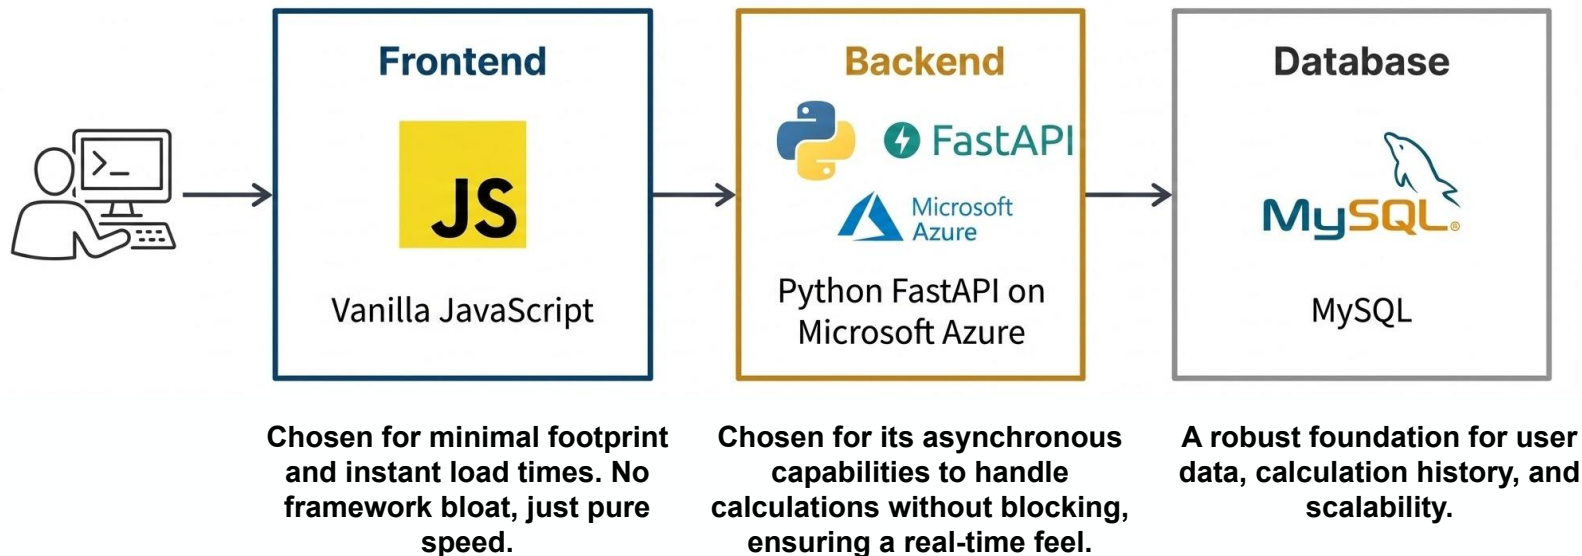 Frontend
JS
Vanilla JavaScript
Chosen for minimal footprint
and instant load times. No
framework bloat, just pure
speed.
>_
Backend
FastAPI
Microsoft
Azure
Python FastAPI on
Microsoft Azure
Chosen for its asynchronous
capabilities to handle
calculations without blocking,
ensuring a real-time feel.
Database
MySQL®
MySQL
A robust foundation for user
data, calculation history, and
scalability.